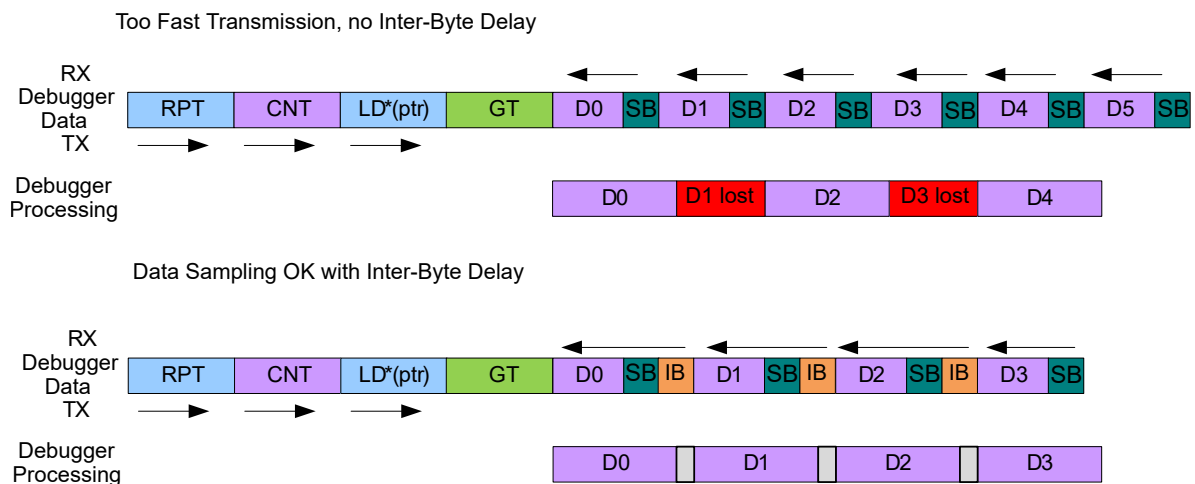 Too Fast Transmission, no Inter-Byte Delay
RX
Debugger
Data
TX
RPT CNT LD*(ptr) GT D0 SB D1 SB D2 SB D3 SB D4 SB D5 SB
Debugger
Processing
D0 D1 lost D2 D3 lost D4
Data Sampling OK with Inter-Byte Delay
RX
Debugger
Data
TX
RPT CNT LD*(ptr) GT D0 SB IB D1 SB IB D2 SB IB D3 SB
Debugger
Processing
D0 D1 D2 D3